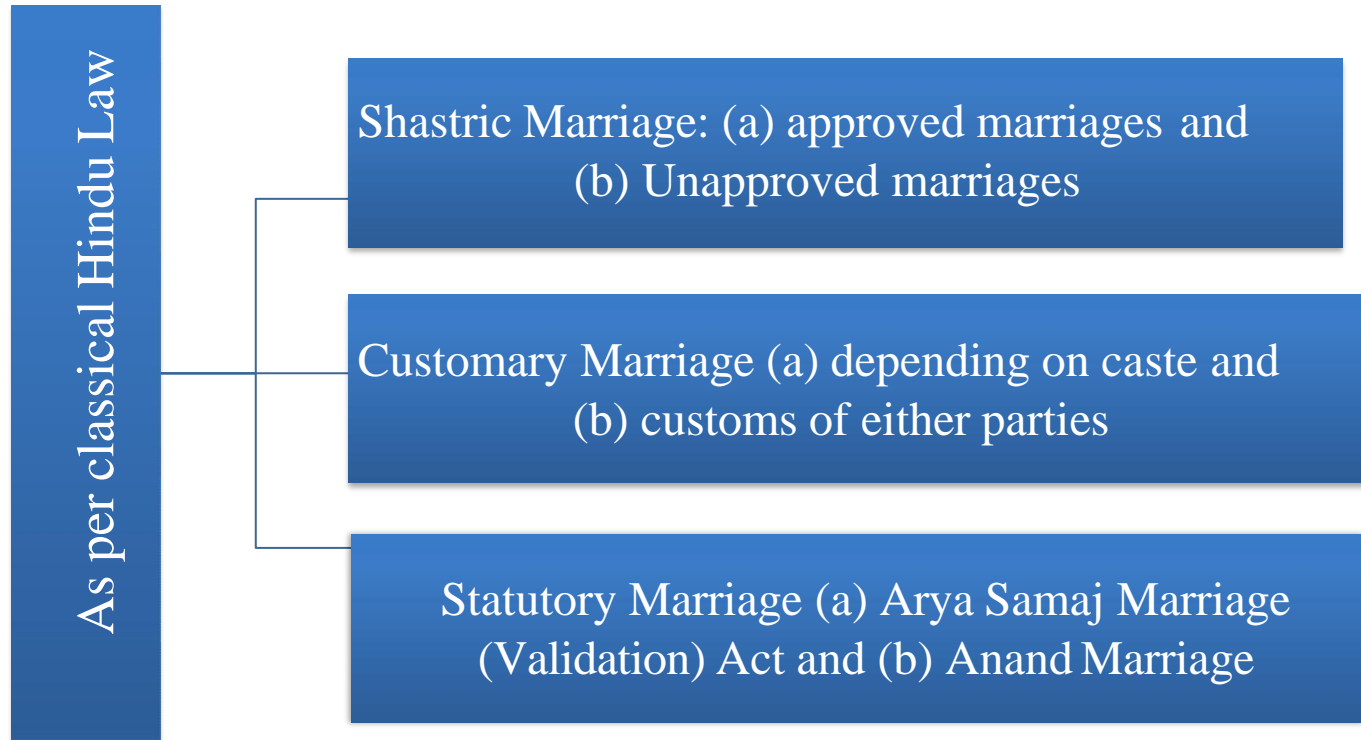 As per classical Hindu Law
Shastric Marriage: (a) approved marriages and
(b) Unapproved marriages
Customary Marriage (a) depending on caste and
(b) customs of either parties
Statutory Marriage (a) Arya Samaj Marriage
(Validation) Act and (b) Anand Marriage